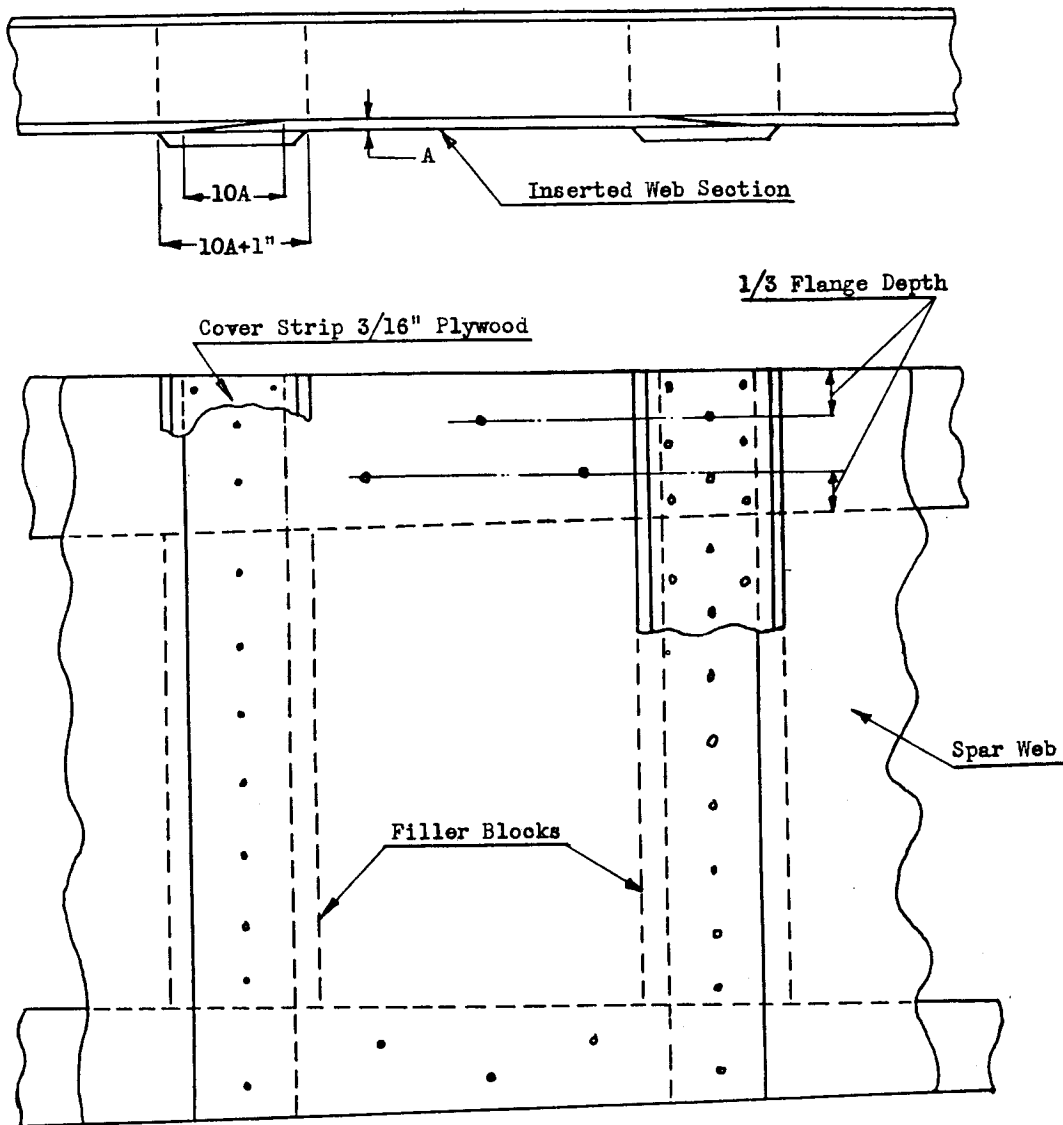 A
Inserted Web Section
10A
10A+1"
1/3 Flange Depth
Cover Strip 3/16" Plywood
Spar Web
Filler Blocks